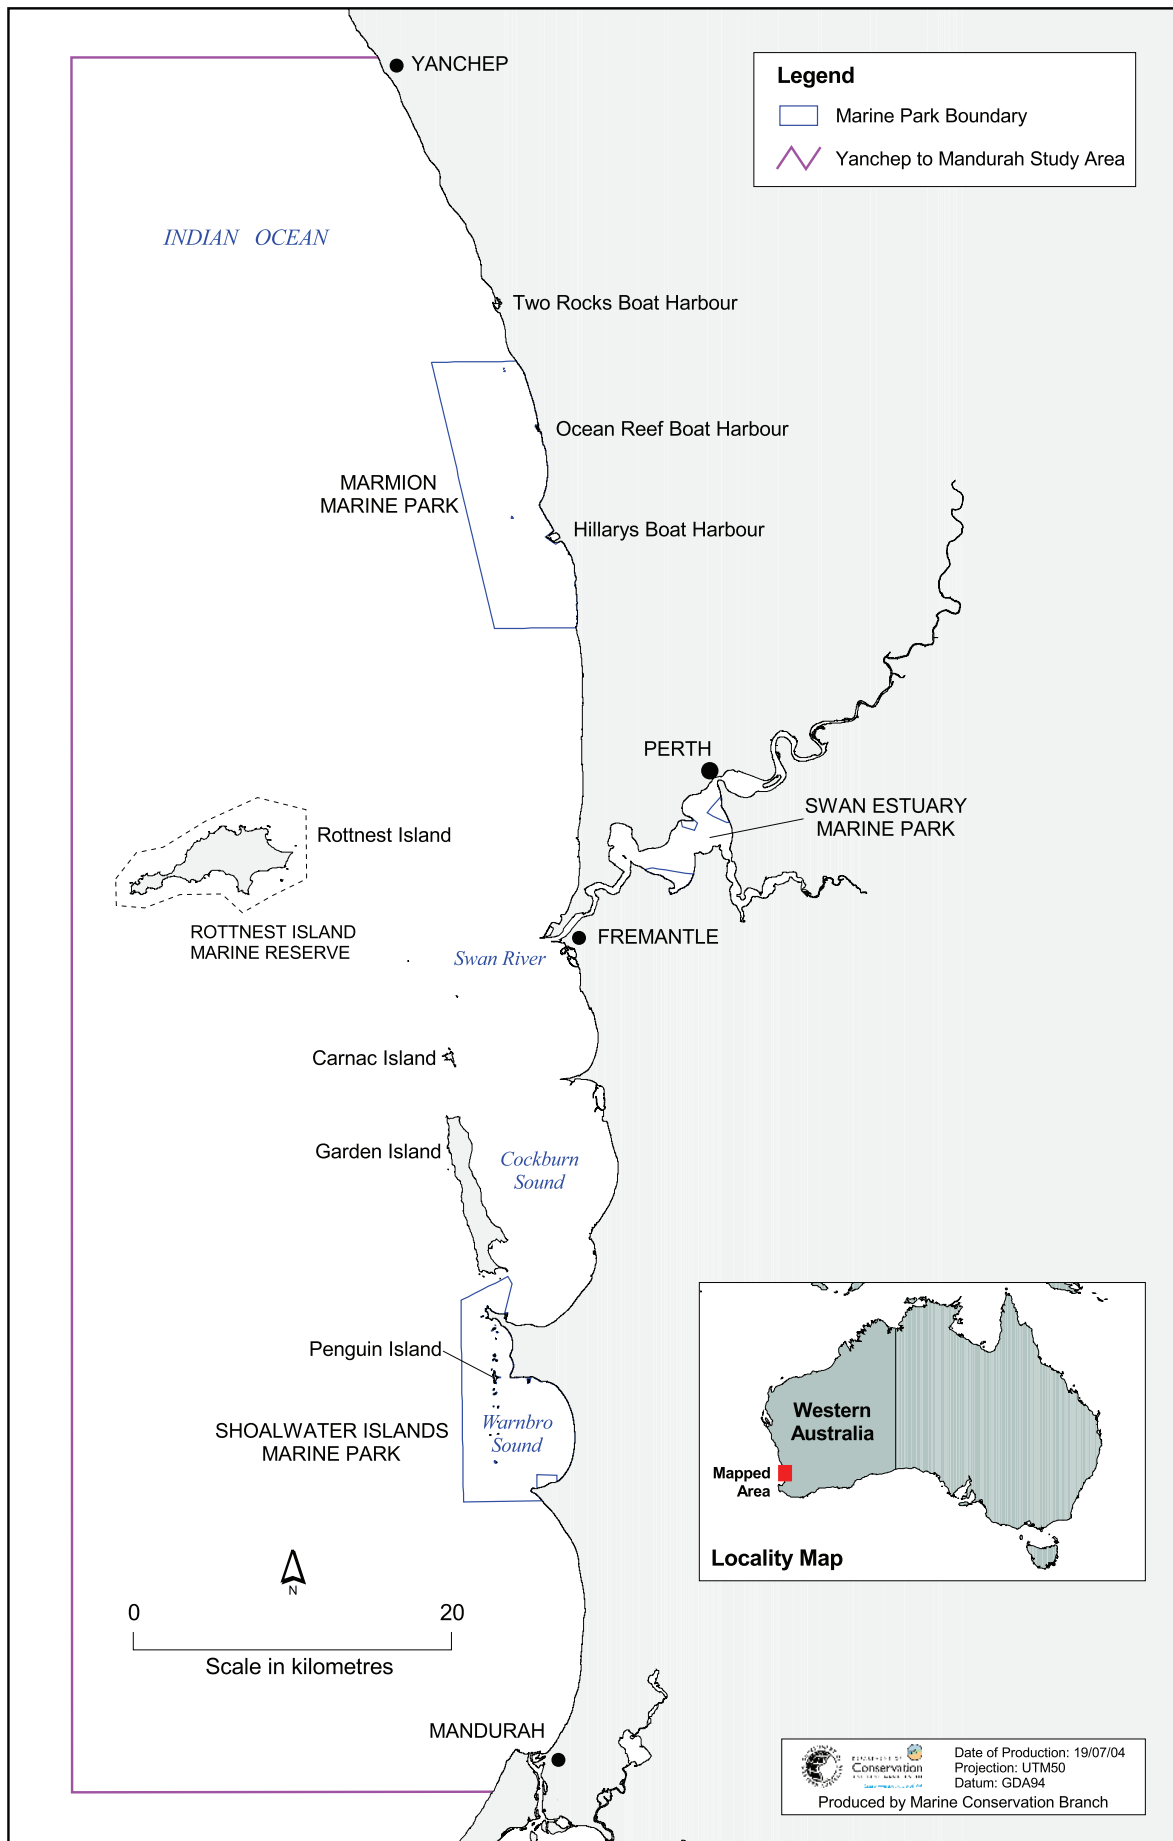 YANCHEP
Legend
Marine Park Boundary
Yanchep to Mandurah Study Area
INDIAN OCEAN
Two Rocks Boat Harbour
Ocean Reef Boat Harbour
MARMION
MARINE PARK
Hillarys Boat Harbour
PERTH
SWAN ESTUARY
MARINE PARK
Rottnest Island
ROTTNEST ISLAND
MARINE RESERVE
FREMANTLE
Swan River
Carnac Island
Garden Island
Cockburn
Sound
Penguin Island
SHOALWATER ISLANDS
MARINE PARK
Warnbro
Sound
Western
Australia
Mapped
Area
Locality Map
N
0 20
Scale in kilometres
MANDURAH
Conservation
Date of Production: 19/07/04
Projection: UTM50
Datum: GDA94
Produced by Marine Conservation Branch